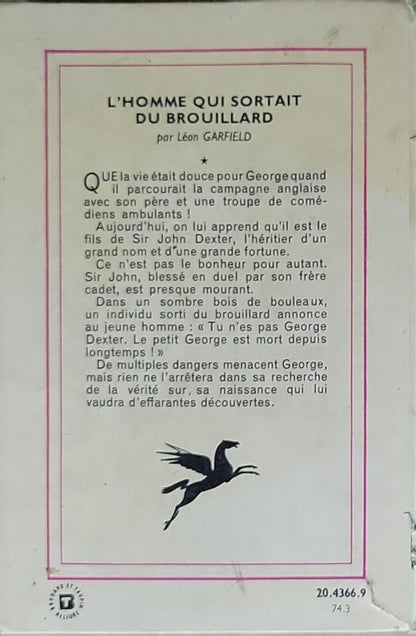 L'HOMME QUI SORTAIT
DU BROUILLARD
par Léon GARFIELD
★
QUE la vie était douce pour George quand
il parcourait la campagne anglaise
avec son père et une troupe de comé-
diens ambulants !
Aujourd'hui, on lui apprend qu'il est le
fils de Sir John Dexter, l'héritier d'un
grand nom et d'une grande fortune.
Ce n'est pas le bonheur pour autant.
Sir John, blessé en duel par son frère
cadet, est presque mourant.
Dans un sombre bois de bouleaux,
un individu sorti du brouillard annonce
au jeune homme : « Tu n'es pas George
Dexter. Le petit George est mort depuis
longtemps ! »
De multiples dangers menacent George,
mais rien ne l'arrêtera dans sa recherche
de la vérité sur sa naissance qui lui
vaudra d'effarantes découvertes.
BRODARD ET TAUPIN
RELIURE
20.4366.9
74.3